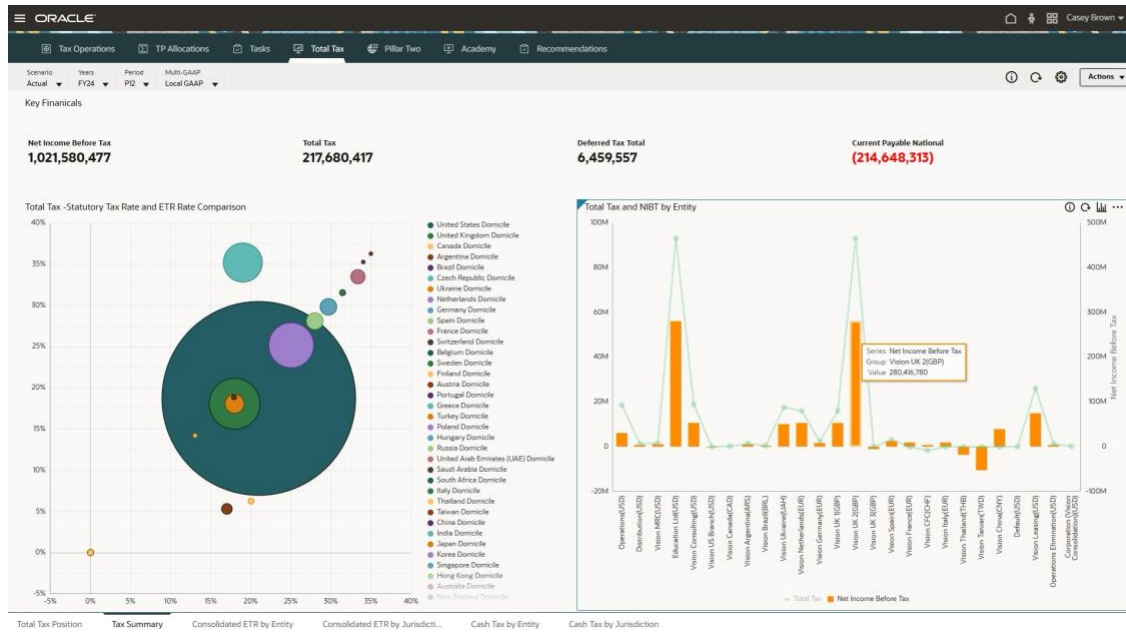 ORACLE
Casey Brown
Tax Operations
TP Allocations
Tasks
Total Tax
Pillar Two
Academy
Recommendations
Scenario
Years
Period
Multi-GAAP
Actual
FY24
P12
Local GAAP
Actions
Key Finanicals
Net Income Before Tax
1,021,580,477
Total Tax
217,680,417
Deferred Tax Total
6,459,557
Current Payable National
(214,648,313)
Total Tax -Statutory Tax Rate and ETR Rate Comparison
40%
35%
30%
25%
20%
15%
10%
5%
0%
-5%
-5%
0%
5%
10%
15%
20%
25%
30%
35%
40%
United States Domicile
United Kingdom Domicile
Canada Domicile
Argentina Domicile
Brazil Domicile
Czech Republic Domicile
Ukraine Domicile
Netherlands Domicile
Germany Domicile
Spain Domicile
France Domicile
Switzerland Domicile
Belgium Domicile
Sweden Domicile
Finland Domicile
Austria Domicile
Portugal Domicile
Greece Domicile
Turkey Domicile
Poland Domicile
Hungary Domicile
Russia Domicile
United Arab Emirates (UAE) Domicile
Saudi Arabia Domicile
South Africa Domicile
Italy Domicile
Thailand Domicile
Taiwan Domicile
China Domicile
India Domicile
Japan Domicile
Korea Domicile
Singapore Domicile
Hong Kong Domicile
Australia Domicile
New Zealand Domicile
Total Tax and NIBT by Entity
100M
80M
60M
40M
20M
0
-20M
500M
400M
300M
200M
100M
0
-100M
Net Income Before Tax
Series Net Income Before Tax
Group Vision UK 2(GBP)
Value 280,416,780
Operations(USD)
Distribution(USD)
Vision MRC(USD)
Education Ltd(USD)
Vision Consulting(USD)
Vision US Branch(USD)
Vision Canada(CAD)
Vision Argentina(ARS)
Vision Brazil(BRL)
Vision Ukraine(UAH)
Vision Netherlands(EUR)
Vision Germany(EUR)
Vision UK 1(GBP)
Vision UK 2(GBP)
Vision UK 3(GBP)
Vision Spain(EUR)
Vision France(EUR)
Vision CFC(CHF)
Vision Italy(EUR)
Vision Thailand(THB)
Vision Taiwan(TWD)
Vision China(CNY)
Default(USD)
Vision Leasing(USD)
Operations Elimination(USD)
Corporation (Vision
Consolidation)(USD)
Total Tax
Net Income Before Tax
Total Tax Position
Tax Summary
Consolidated ETR by Entity
Consolidated ETR by Jurisdicti...
Cash Tax by Entity
Cash Tax by Jurisdiction